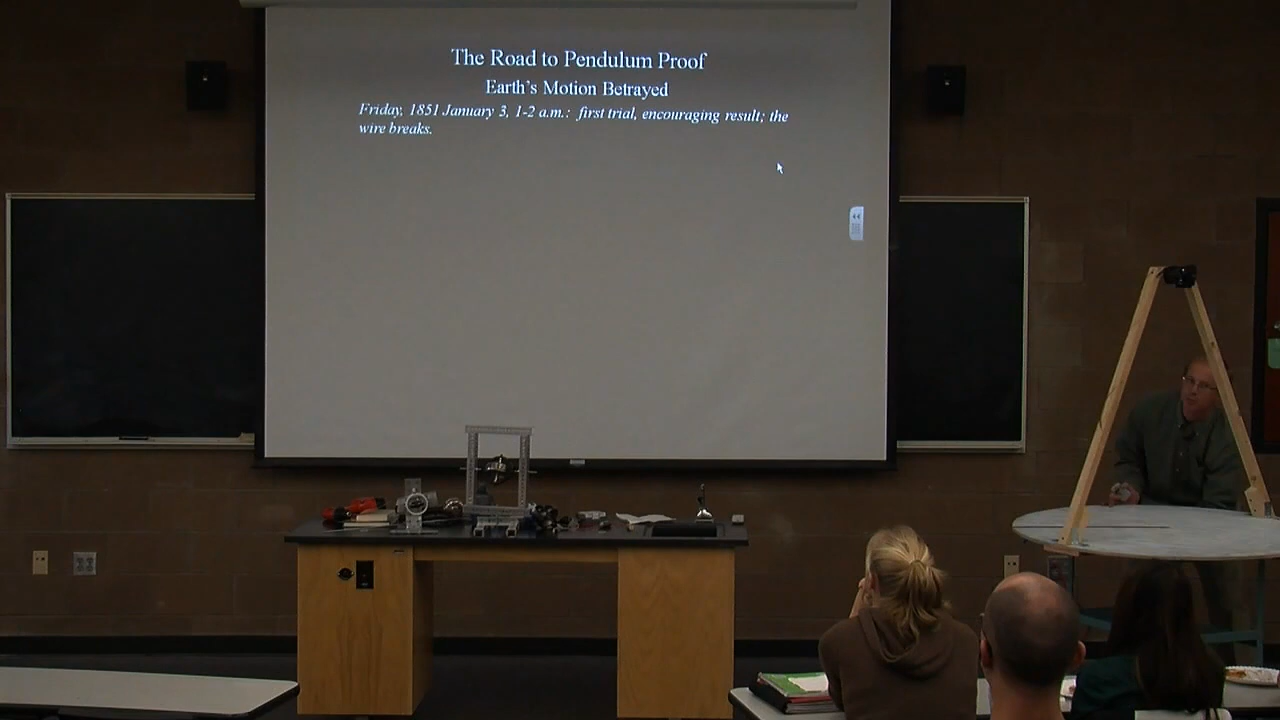 The Road to Pendulum Proof
Earth's Motion Betrayed
Friday, 1851 January 3, 1-2 a.m.: first trial, encouraging result; the
wire breaks.